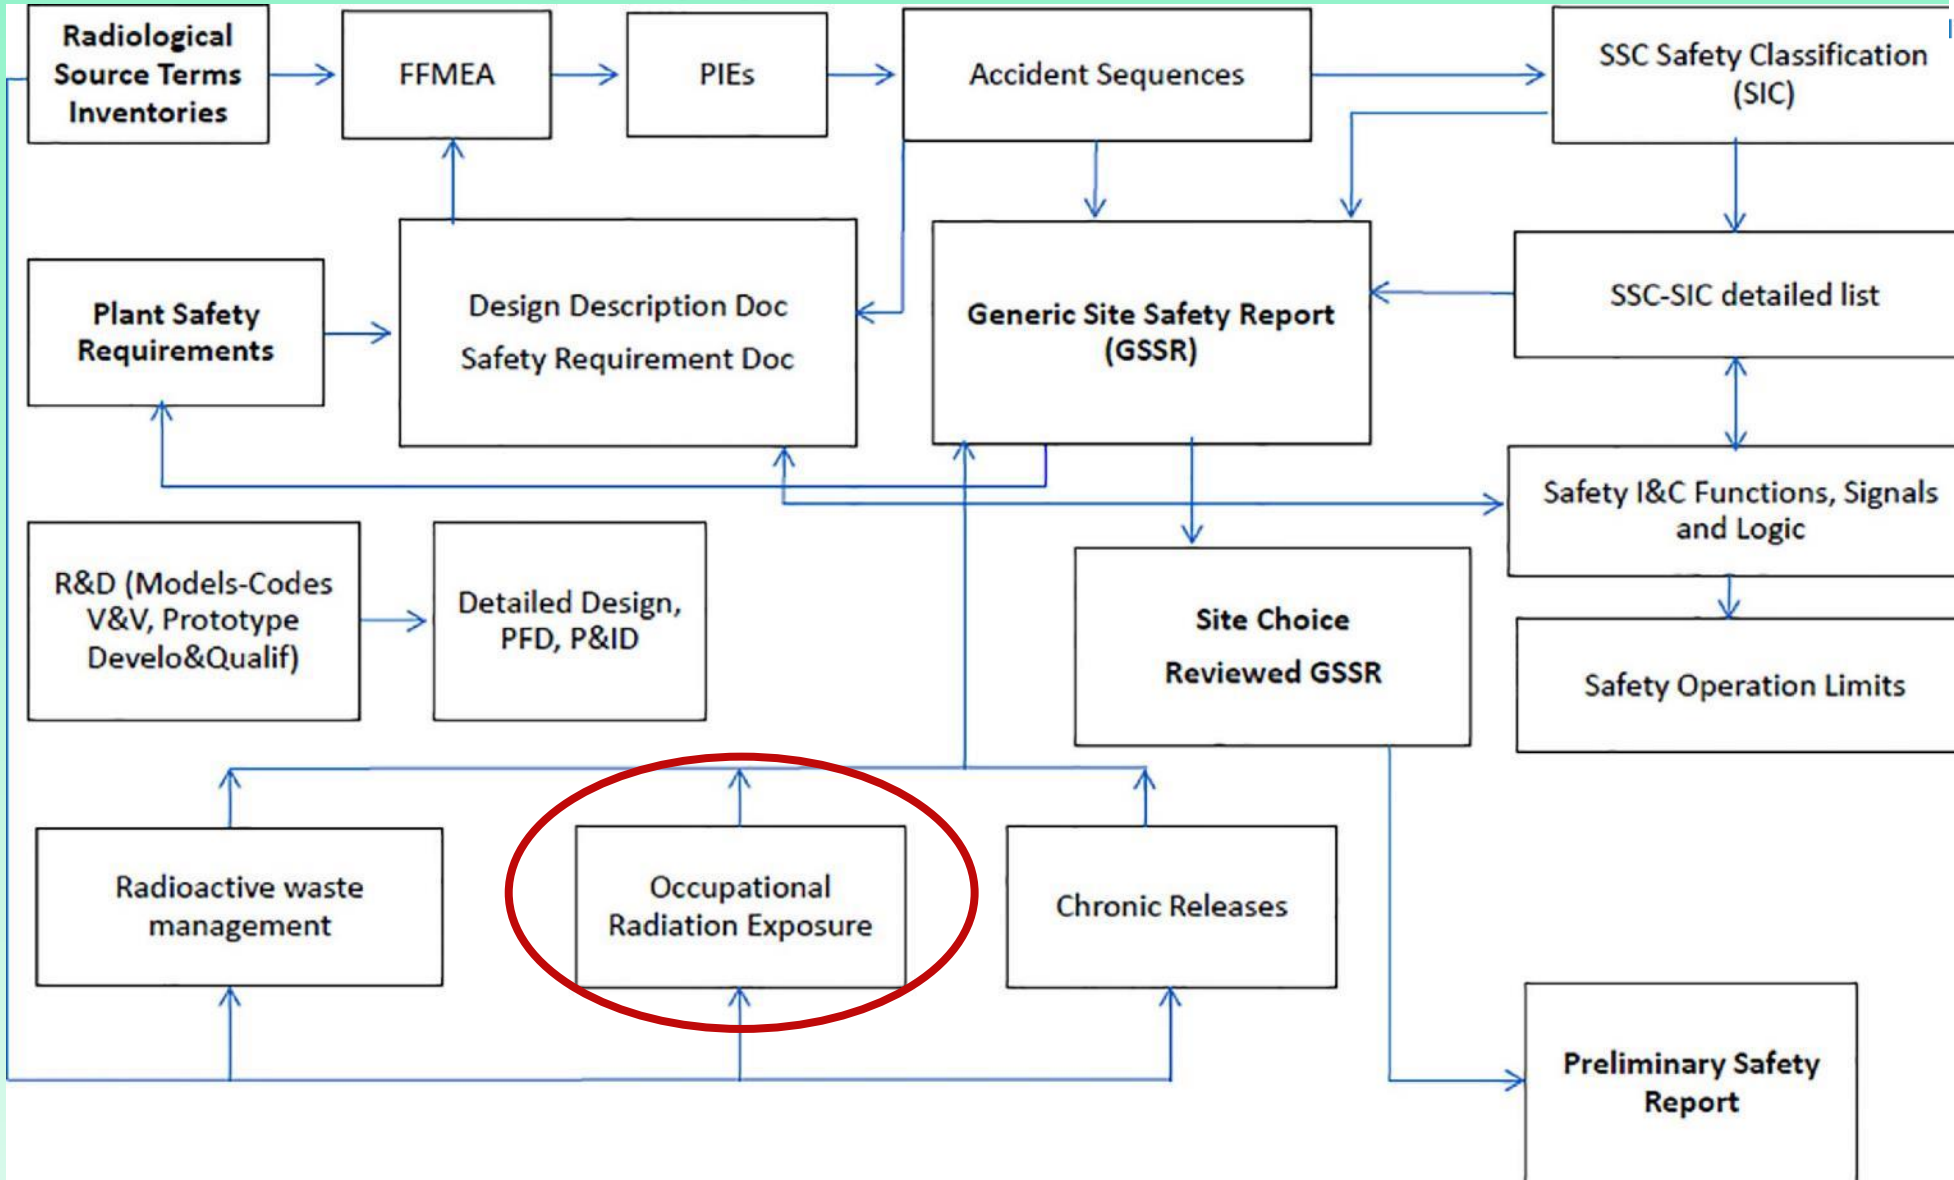 Radiological
Source Terms
Inventories
FFMEA
PIEs
Accident Sequences
SSC Safety Classification
(SIC)
Plant Safety
Requirements
Design Description Doc
Safety Requirement Doc
Generic Site Safety Report
(GSSR)
SSC-SIC detailed list
Safety I&C Functions, Signals
and Logic
R&D (Models-Codes
V&V, Prototype
Develo&Qualif)
Detailed Design,
PFD, P&ID
Site Choice
Reviewed GSSR
Safety Operation Limits
Radioactive waste
management
Occupational
Radiation Exposure
Chronic Releases
Preliminary Safety
Report